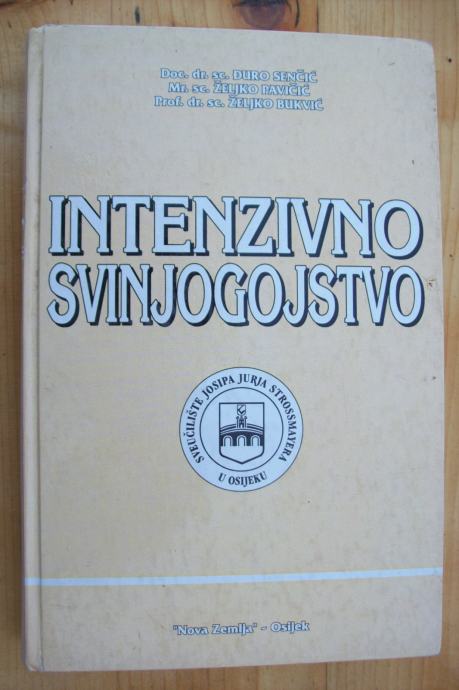 Doc. dr. sc. ĐURO SENČIĆ
Mr. sc. ŽELJKO PAVIČIĆ
Prof. dr. sc. ŽELJKO BUKVIĆ
INTENZIVNO
SVINJOGOJSTVO
SVEUČILIŠTE JOSIPA JURJA STROSSMAYERA
U OSIJEKU
"Nova Zemlja" - Osijek